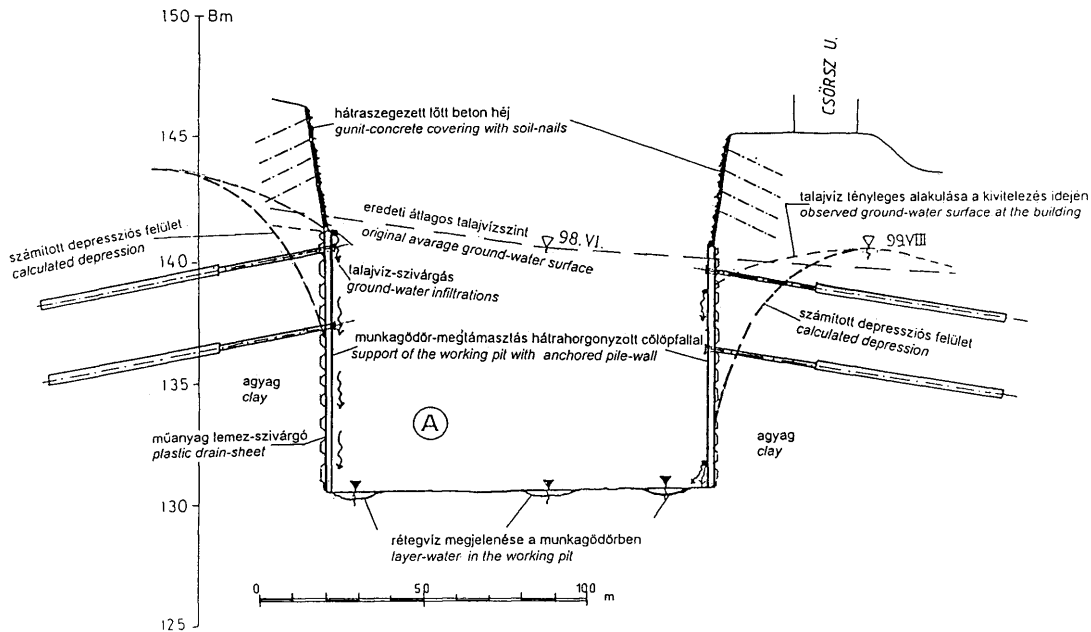 150 Bm
CSÖRSZ U.
145
hátraszegezett lőtt beton héj
gunit-concrete covering with soil-nails
talajvíz tényleges alakulása a kivitelezés idején
observed ground-water surface at the building
eredeti átlagos talajvízszint
original avarage ground-water surface
98.VI.
99.VIII
számított depressziós felület
calculated depression
140
talajvíz-szivárgás
ground-water infiltrations
számított depressziós felület
calculated depression
munkagödör-megtámasztás hátrahorgonyzott cölöpfallal
support of the working pit with anchored pile-wall
135
agyag
clay
A
műanyag lemez-szivárgó
plastic drain-sheet
agyag
clay
130
rétegvíz megjelenése a munkagödörben
layer-water in the working pit
0 50 100
m
125